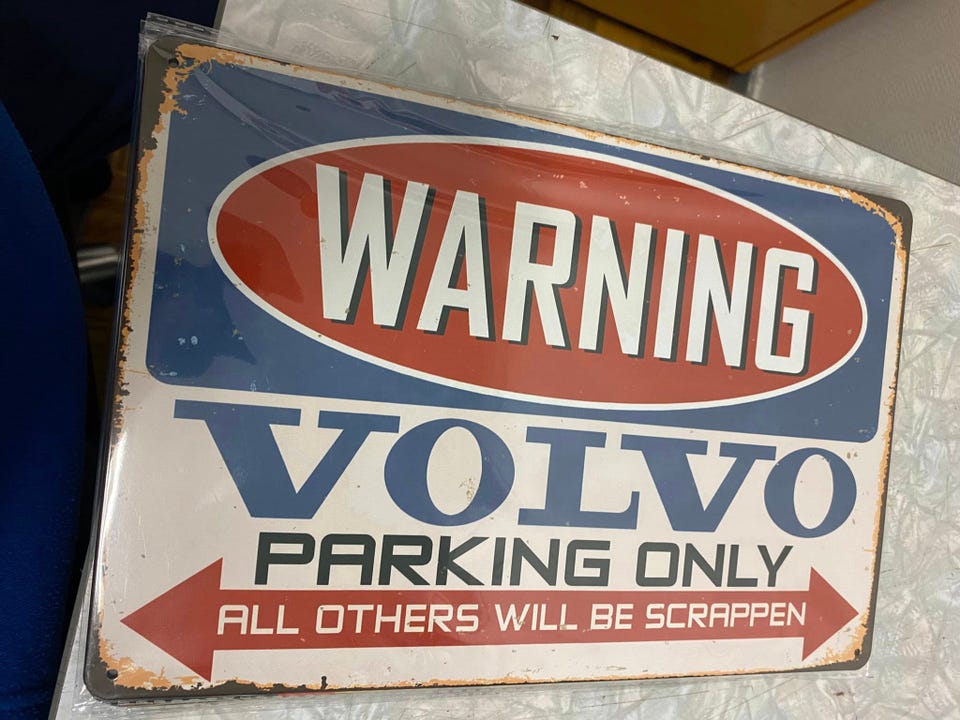 WARNING
VOLVO
PARKING ONLY
ALL OTHERS WILL BE SCRAPPEN